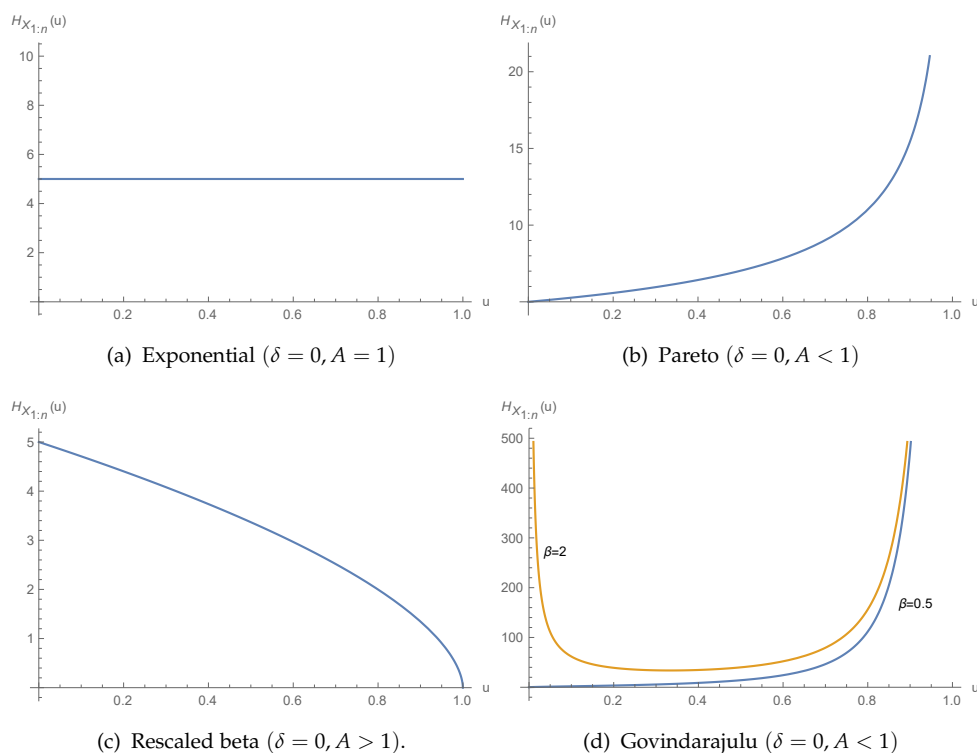 H_{X_{1:n}}(u)
10
8
6
4
2
0.2 0.4 0.6 0.8 1.0 u
(a) Exponential (δ = 0, A = 1)
H_{X_{1:n}}(u)
20
15
10
0.2 0.4 0.6 0.8 1.0 u
(b) Pareto (δ = 0, A < 1)
H_{X_{1:n}}(u)
5
4
3
2
1
0.2 0.4 0.6 0.8 1.0 u
(c) Rescaled beta (δ = 0, A > 1).
H_{X_{1:n}}(u)
500
400
300
β=2
200
β=0.5
100
0.2 0.4 0.6 0.8 1.0 u
(d) Govindarajulu (δ = 0, A < 1)